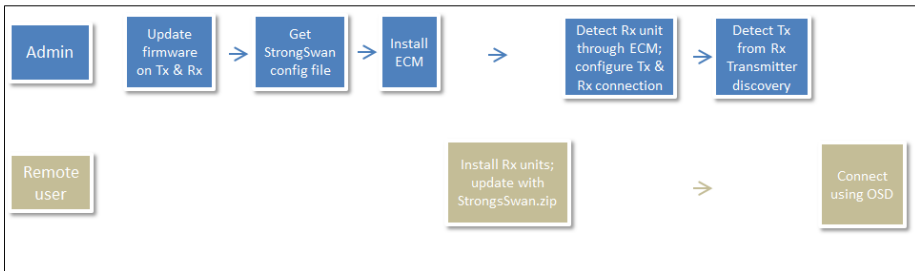 Admin
Update
firmware
on Tx & Rx
Get
StrongSwan
config file
Install
ECM
Detect Rx unit
through ECM;
configure Tx &
Rx connection
Detect Tx
from Rx
Transmitter
discovery
Remote
user
Install Rx units;
update with
StrongsSwan.zip
Connect
using OSD